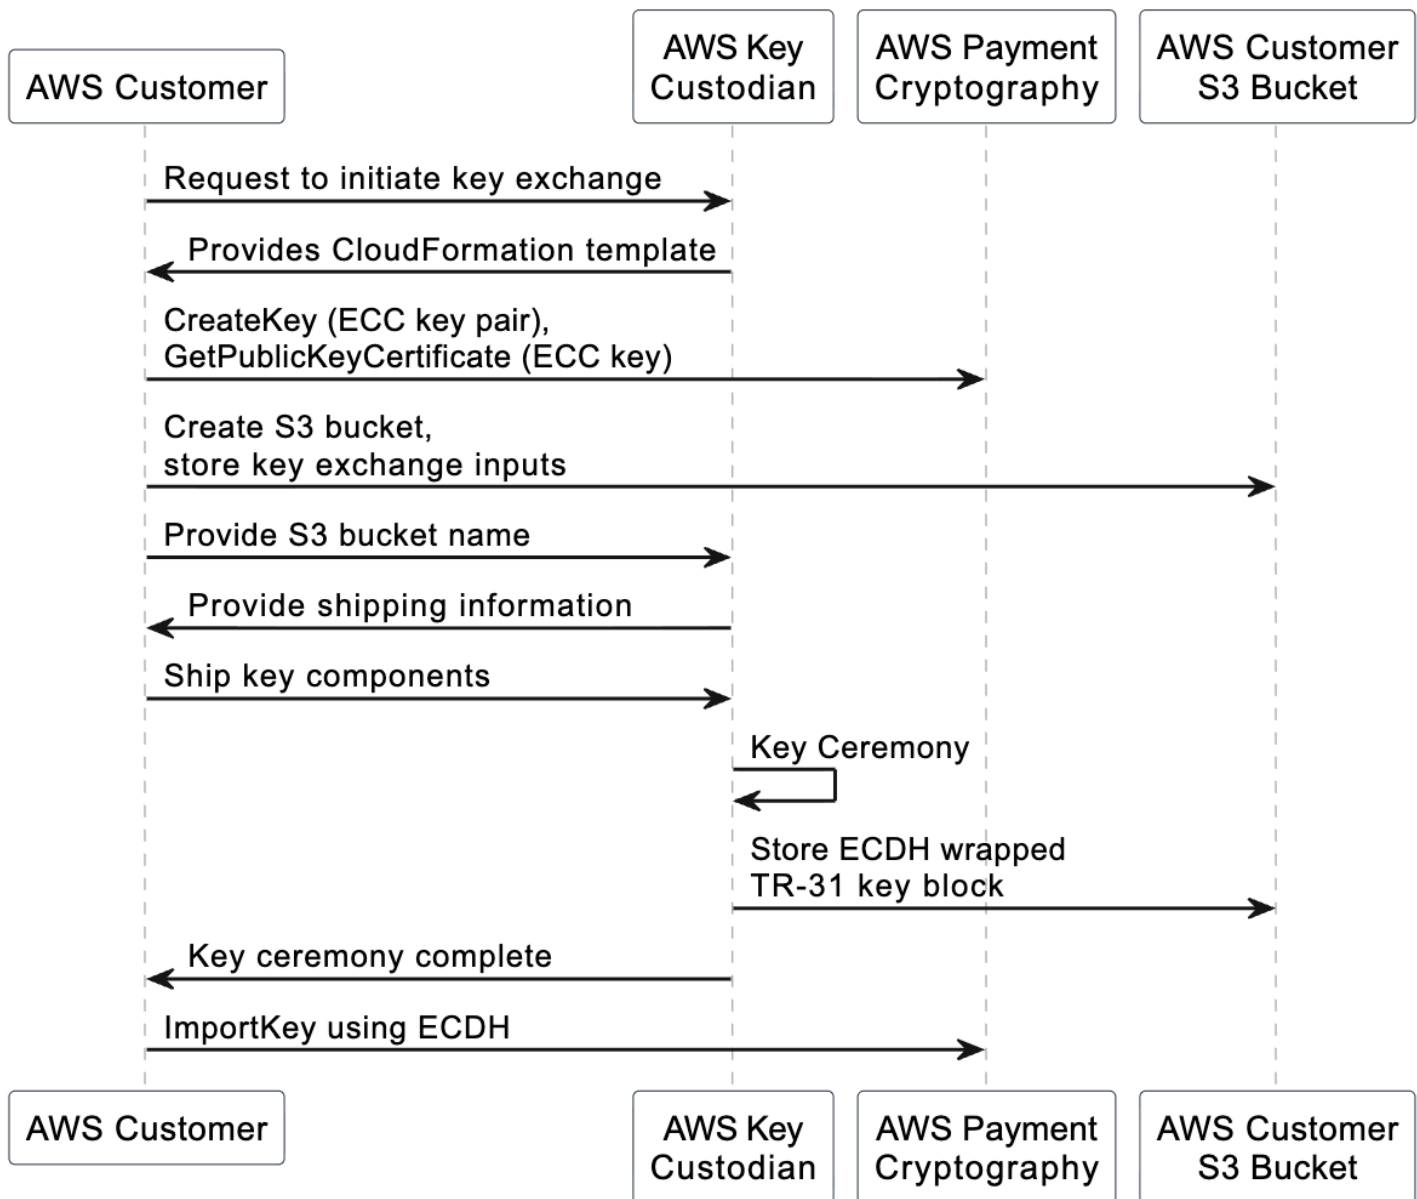 AWS Customer
AWS Key
Custodian
AWS Payment
Cryptography
AWS Customer
S3 Bucket
Request to initiate key exchange
Provides CloudFormation template
CreateKey (ECC key pair),
GetPublicKeyCertificate (ECC key)
Create S3 bucket,
store key exchange inputs
Provide S3 bucket name
Provide shipping information
Ship key components
Key Ceremony
Store ECDH wrapped
TR-31 key block
Key ceremony complete
ImportKey using ECDH
AWS Customer
AWS Key
Custodian
AWS Payment
Cryptography
AWS Customer
S3 Bucket